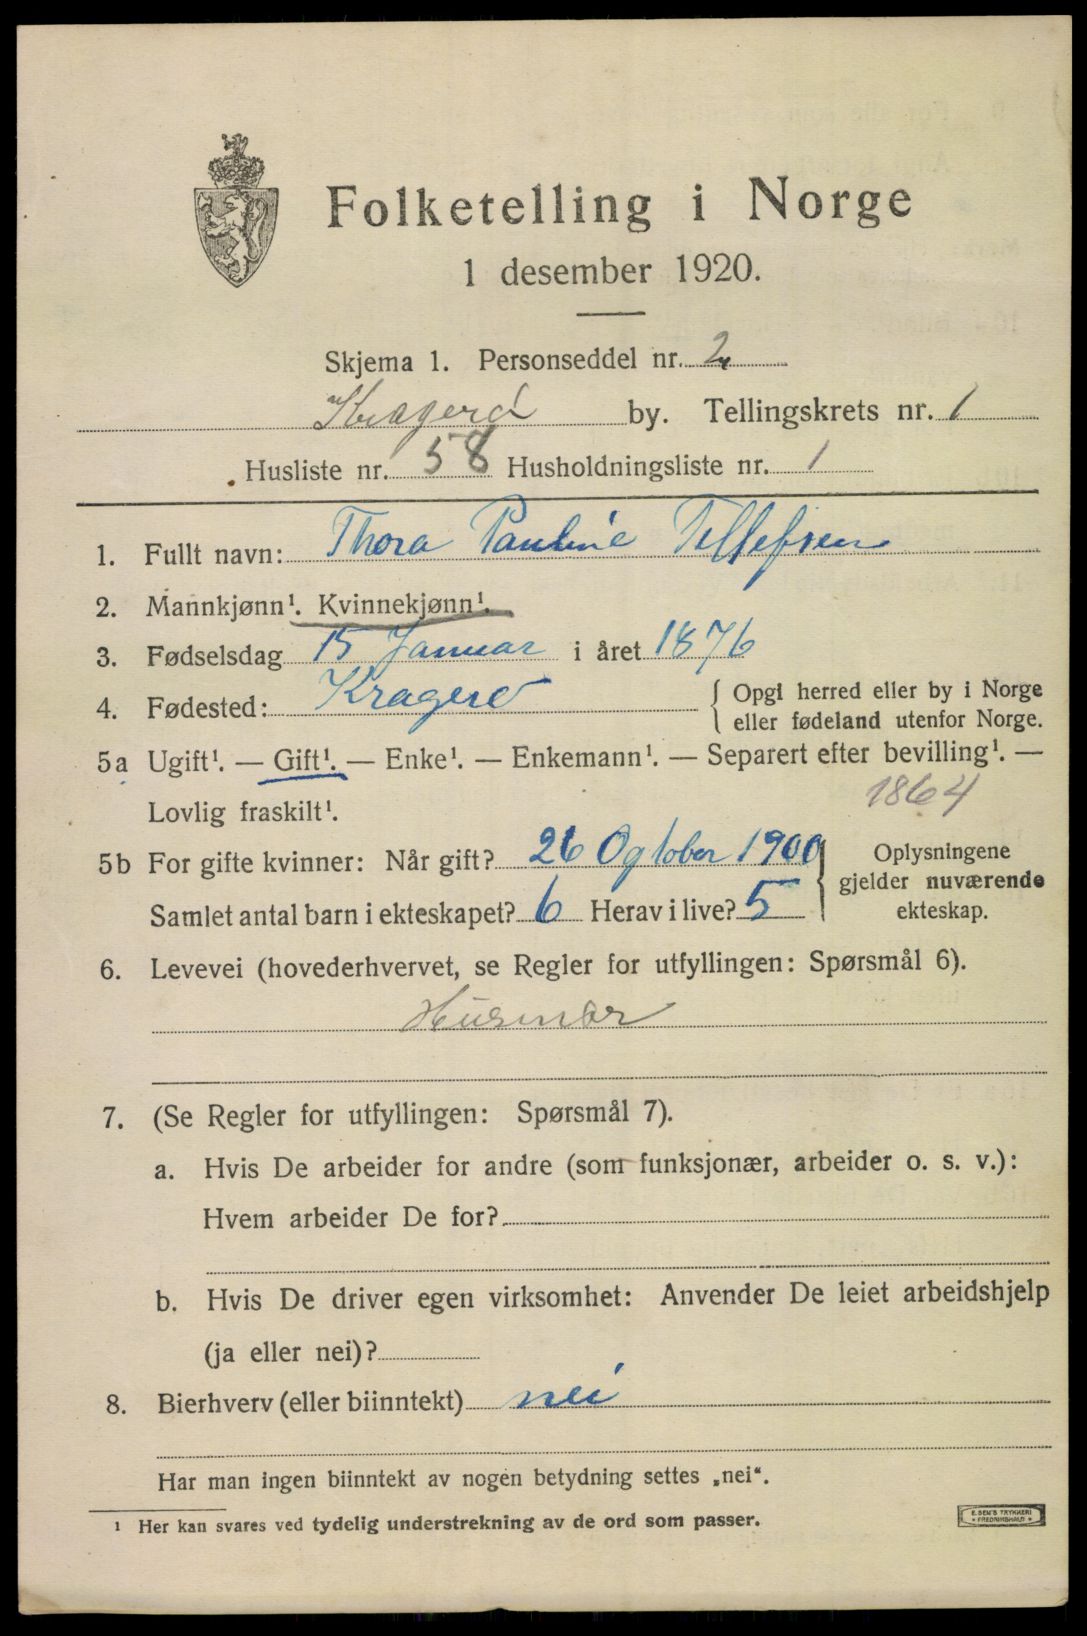 Folketelling i Norge
1 desember 1920.
Skjema 1. Personseddel nr. 2
Kragerø by. Tellingskrets nr. 1
Husliste nr. 58 Husholdningsliste nr. 1
1. Fullt navn: Thora Pauline Tellefsen
2. Mannkjønn¹. Kvinnekjønn¹.
3. Fødselsdag 15 Januar i året 1876
4. Fødested: Kragerø { Opgi herred eller by i Norge
eller fødeland utenfor Norge.
5a Ugift¹. — Gift¹. — Enke¹. — Enkemann¹. — Separert efter bevilling¹. —
Lovlig fraskilt¹. 1864
5b For gifte kvinner: Når gift? 26 Ogtober 1900
Samlet antal barn i ekteskapet? 6 Herav i live? 5
} Oplysningene
gjelder nuværende
ekteskap.
6. Levevei (hovederhvervet, se Regler for utfyllingen: Spørsmål 6).
Husmor
7. (Se Regler for utfyllingen: Spørsmål 7).
a. Hvis De arbeider for andre (som funksjonær, arbeider o. s. v.):
Hvem arbeider De for?
b. Hvis De driver egen virksomhet: Anvender De leiet arbeidshjelp
(ja eller nei)?
8. Bierhverv (eller biinntekt) nei
Har man ingen biinntekt av nogen betydning settes „nei“.
¹ Her kan svares ved tydelig understrekning av de ord som passer.
E. SEM'S TRYKKERI
* FREDRIKSHALD *